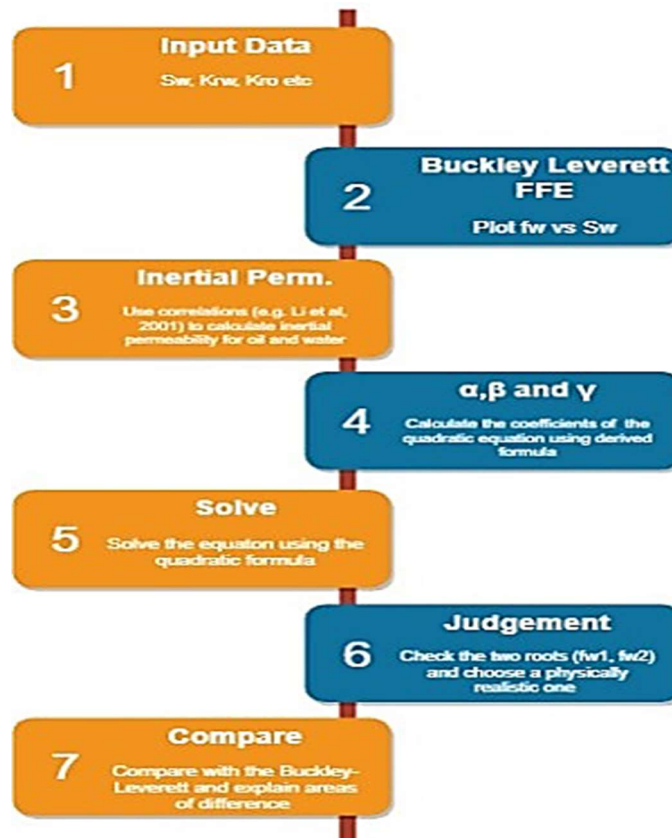 1
Input Data
Sw, Krw, Kro etc
2
Buckley Leverett
FFE
Plot fw vs Sw
3
Inertial Perm.
Use correlations (e.g. Li et al,
2001) to calculate inertial
permeability for oil and water
4
α,β and γ
Calculate the coefficients of the
quadratic equation using derived
formula
5
Solve
Solve the equaton using the
quadratic formula
6
Judgement
Check the two roots (fw1, fw2)
and choose a physically
realistic one
7
Compare
Compare with the Buckley-
Leverett and explain areas
of difference